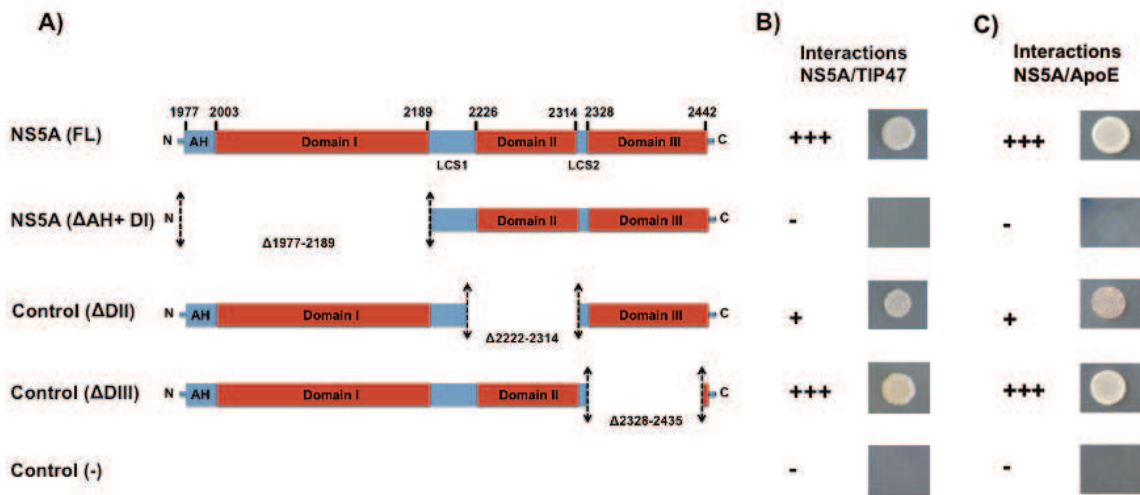 A)
B)
C)
Interactions
NS5A/TIP47
Interactions
NS5A/ApoE
1977 2003 2189 2226 2314 2328 2442
NS5A (FL) N AH Domain I Domain II Domain III C +++ +++
LCS1 LCS2
NS5A (ΔAH+ DI) N Domain II Domain III C - -
Δ1977-2189
Control (ΔDII) N AH Domain I Domain III C + +
Δ2222-2314
Control (ΔDIII) N AH Domain I Domain II C +++ +++
Δ2328-2435
Control (-) - -